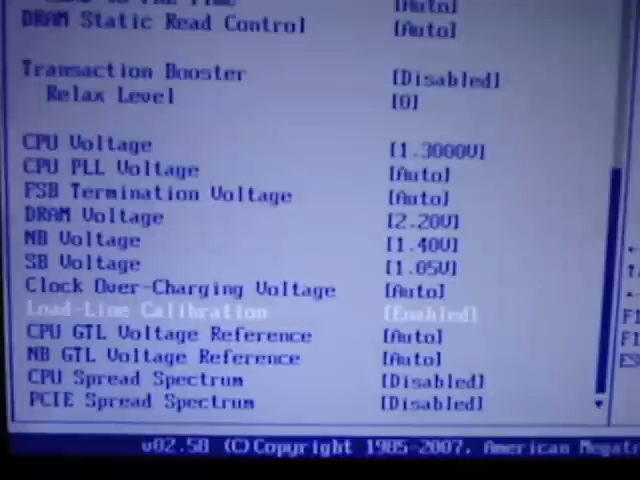 [Auto]
DRAM Static Read Control [Auto]
Transaction Booster [Disabled]
Relax Level [0]
CPU Voltage [1.3000V]
CPU PLL Voltage [Auto]
FSB Termination Voltage [Auto]
DRAM Voltage [2.20V]
NB Voltage [1.40V]
SB Voltage [1.05V]
Clock Over-Charging Voltage [Auto]
Load-Line Calibration [Enabled]
CPU GTL Voltage Reference [Auto]
NB GTL Voltage Reference [Auto]
CPU Spread Spectrum [Disabled]
PCIE Spread Spectrum [Disabled]
v02.58 (C)Copyright 1985-2007, American Megatr